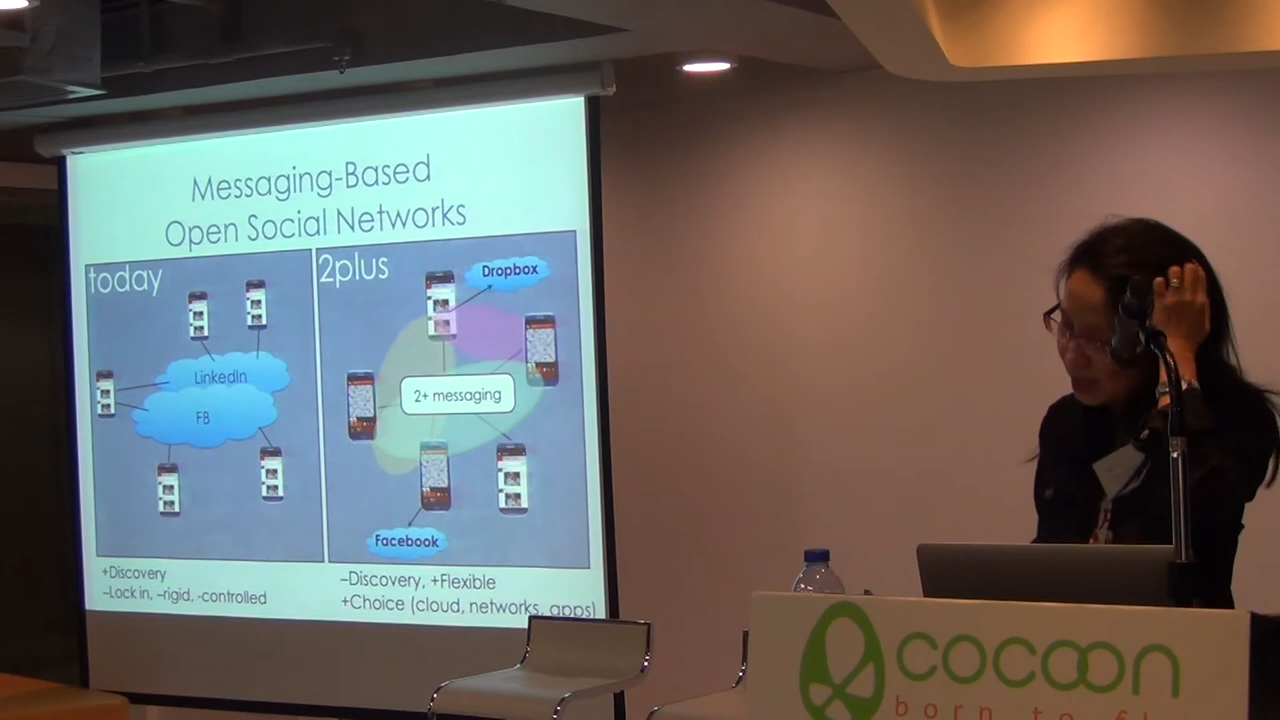 Messaging-Based
Open Social Networks
today
LinkedIn
FB
+Discovery
–Lock in, –rigid, -controlled
2plus
Dropbox
2+ messaging
Facebook
–Discovery, +Flexible
+Choice (cloud, networks, apps)
cocoon
born to